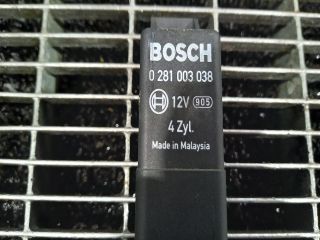 BOSCH
0 281 003 038
12V 905
4 Zyl.
Made in Malaysia